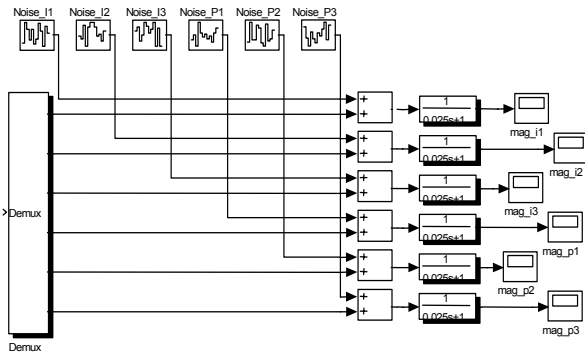 Noise_I1 Noise_I2 Noise_I3 Noise_P1 Noise_P2 Noise_P3
+
+
1
0.025s+1
mag_i1
+
+
1
0.025s+1
mag_i2
+
+
1
0.025s+1
mag_i3
Demux
+
+
1
0.025s+1
mag_p1
+
+
1
0.025s+1
mag_p2
+
+
1
0.025s+1
mag_p3
Demux